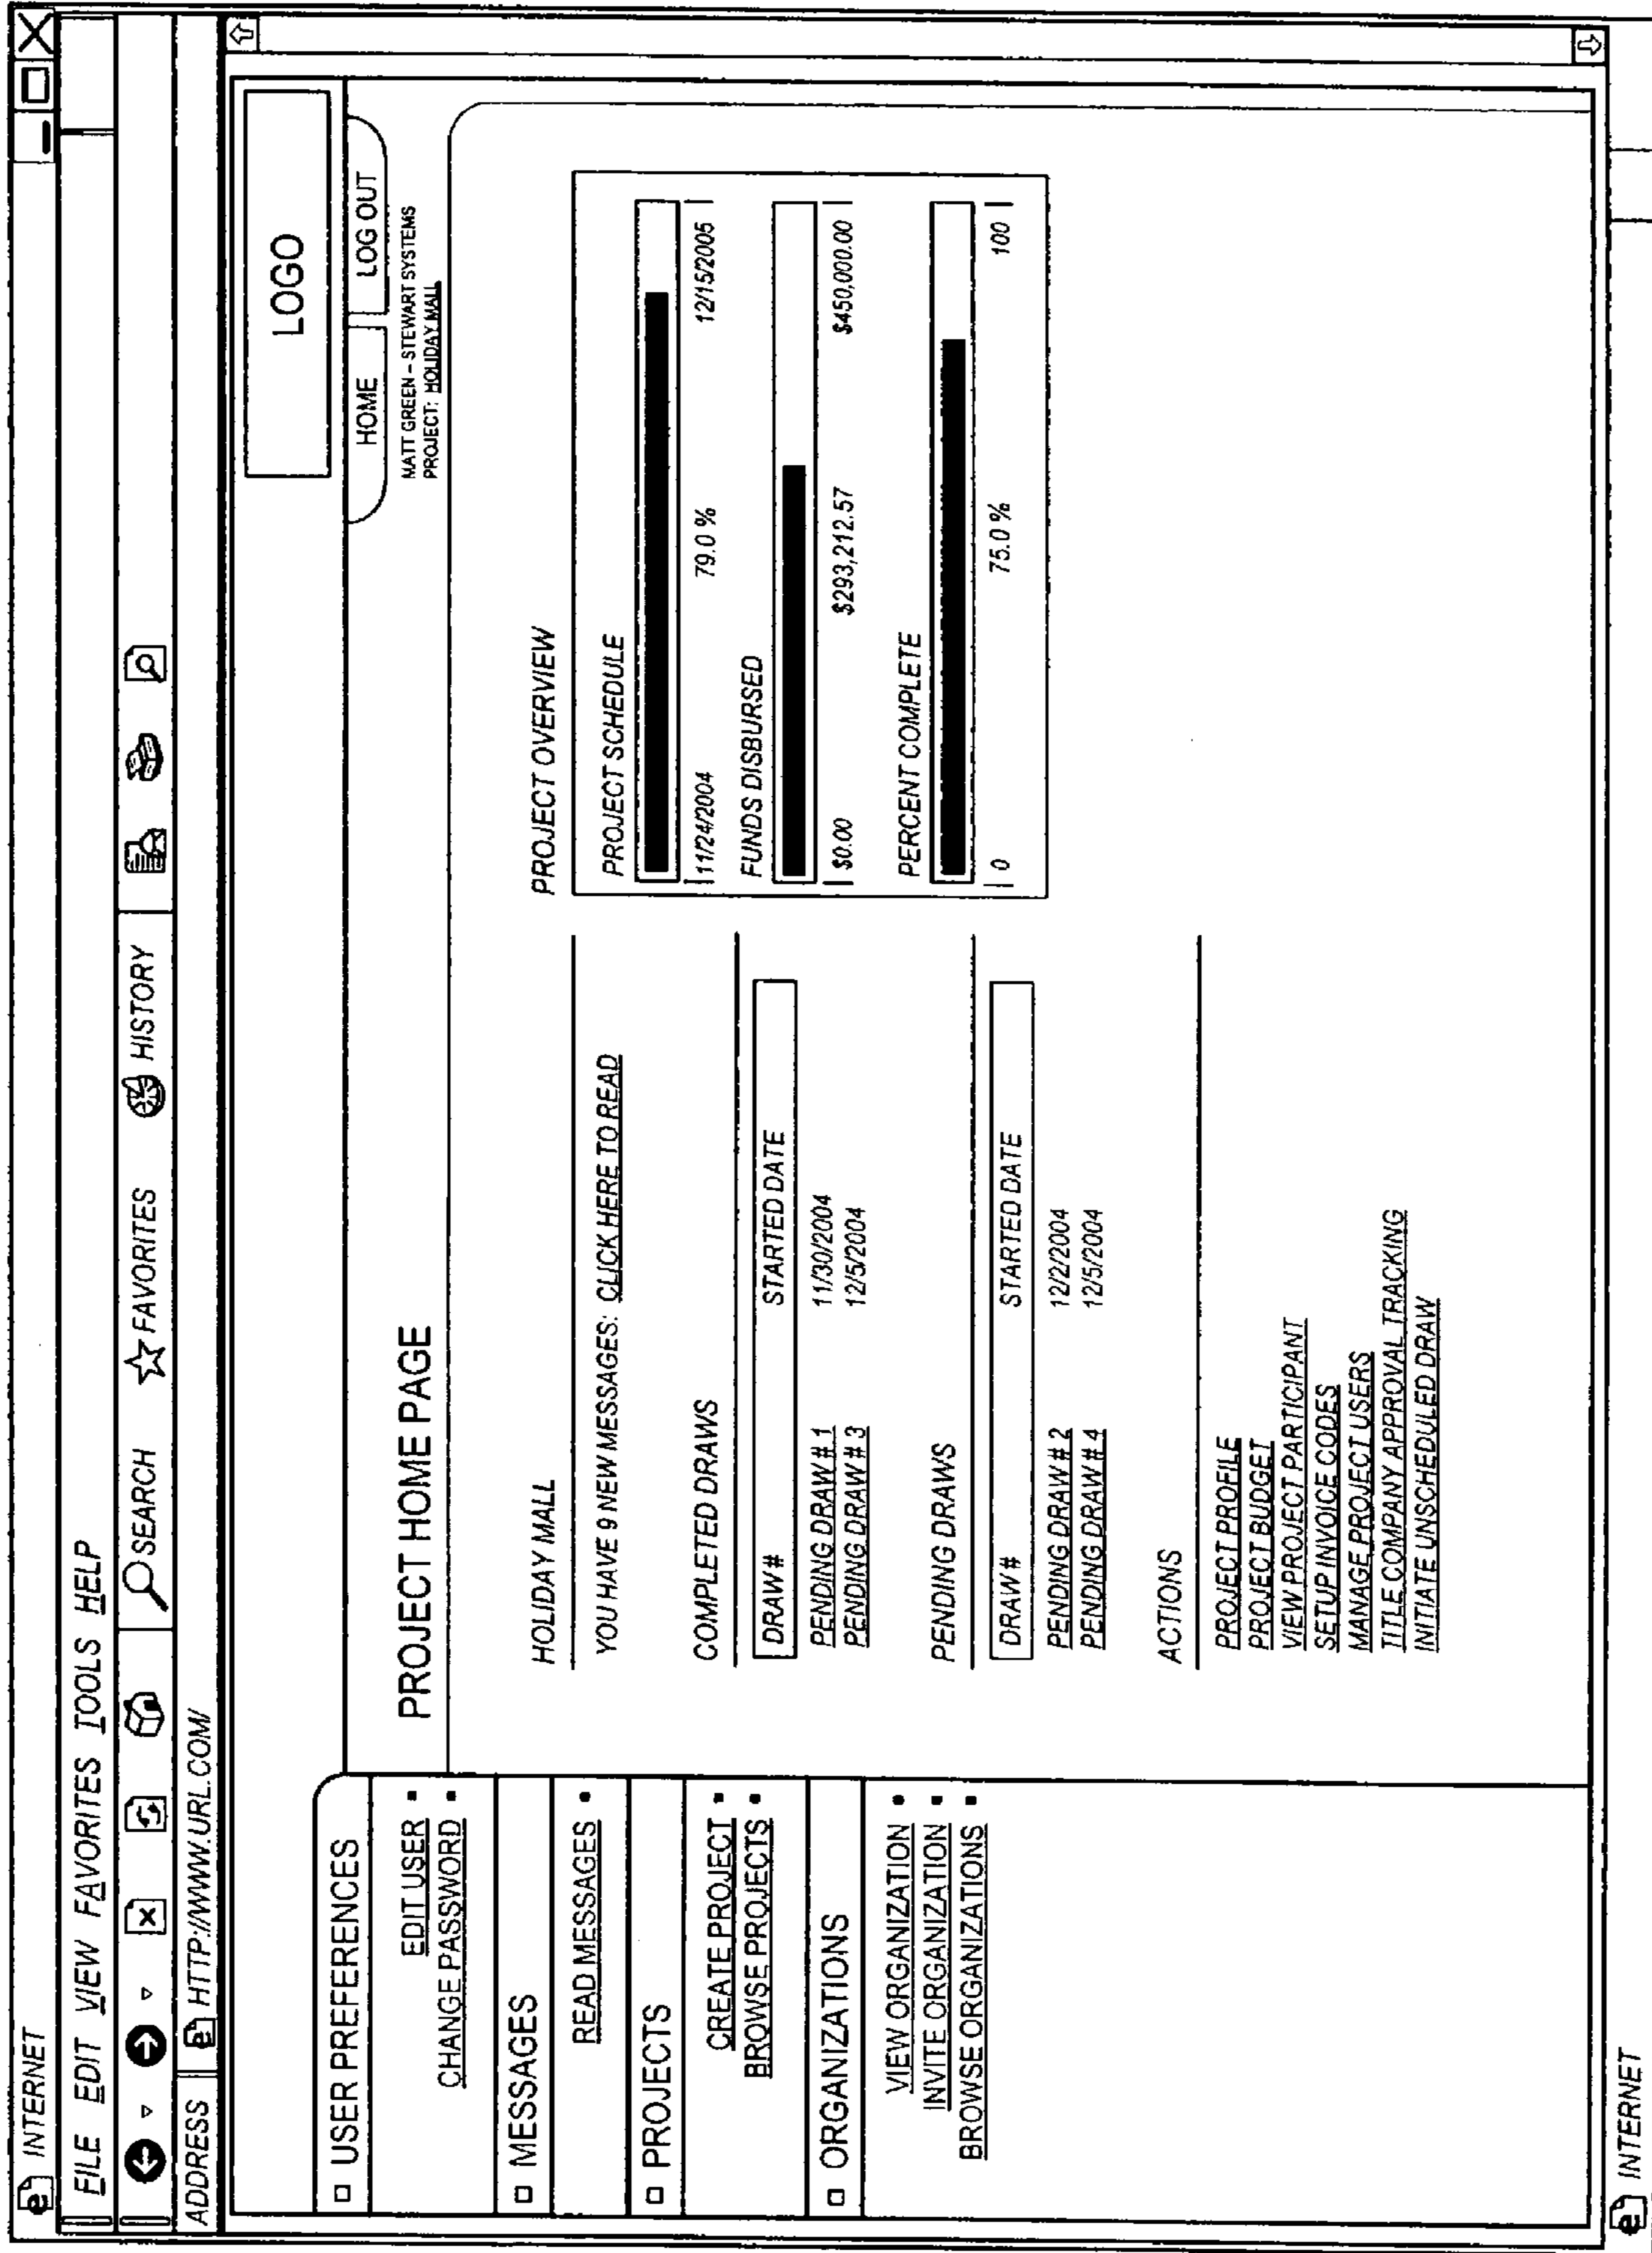 INTERNET
FILE EDIT VIEW FAVORITES TOOLS HELP
SEARCH FAVORITES HISTORY
ADDRESS HTTP://WWW.URL.COM/
LOGO
HOME LOG OUT
MATT GREEN – STEWART SYSTEMS
PROJECT: HOLIDAY MALL
USER PREFERENCES
EDIT USER
CHANGE PASSWORD
MESSAGES
READ MESSAGES
PROJECTS
CREATE PROJECT
BROWSE PROJECTS
ORGANIZATIONS
VIEW ORGANIZATION
INVITE ORGANIZATION
BROWSE ORGANIZATIONS
PROJECT HOME PAGE
HOLIDAY MALL
YOU HAVE 9 NEW MESSAGES: CLICK HERE TO READ
COMPLETED DRAWS
DRAW# STARTED DATE
PENDING DRAW # 1 11/30/2004
PENDING DRAW # 3 12/5/2004
PENDING DRAWS
DRAW# STARTED DATE
PENDING DRAW # 2 12/2/2004
PENDING DRAW # 4 12/5/2004
ACTIONS
PROJECT PROFILE
PROJECT BUDGET
VIEW PROJECT PARTICIPANT
SETUP INVOICE CODES
MANAGE PROJECT USERS
TITLE COMPANY APPROVAL TRACKING
INITIATE UNSCHEDULED DRAW
PROJECT OVERVIEW
PROJECT SCHEDULE
11/24/2004 79.0 % 12/15/2005
FUNDS DISBURSED
$0.00 $293,212.57 $450,000.00
PERCENT COMPLETE
0 75.0 % 100
INTERNET